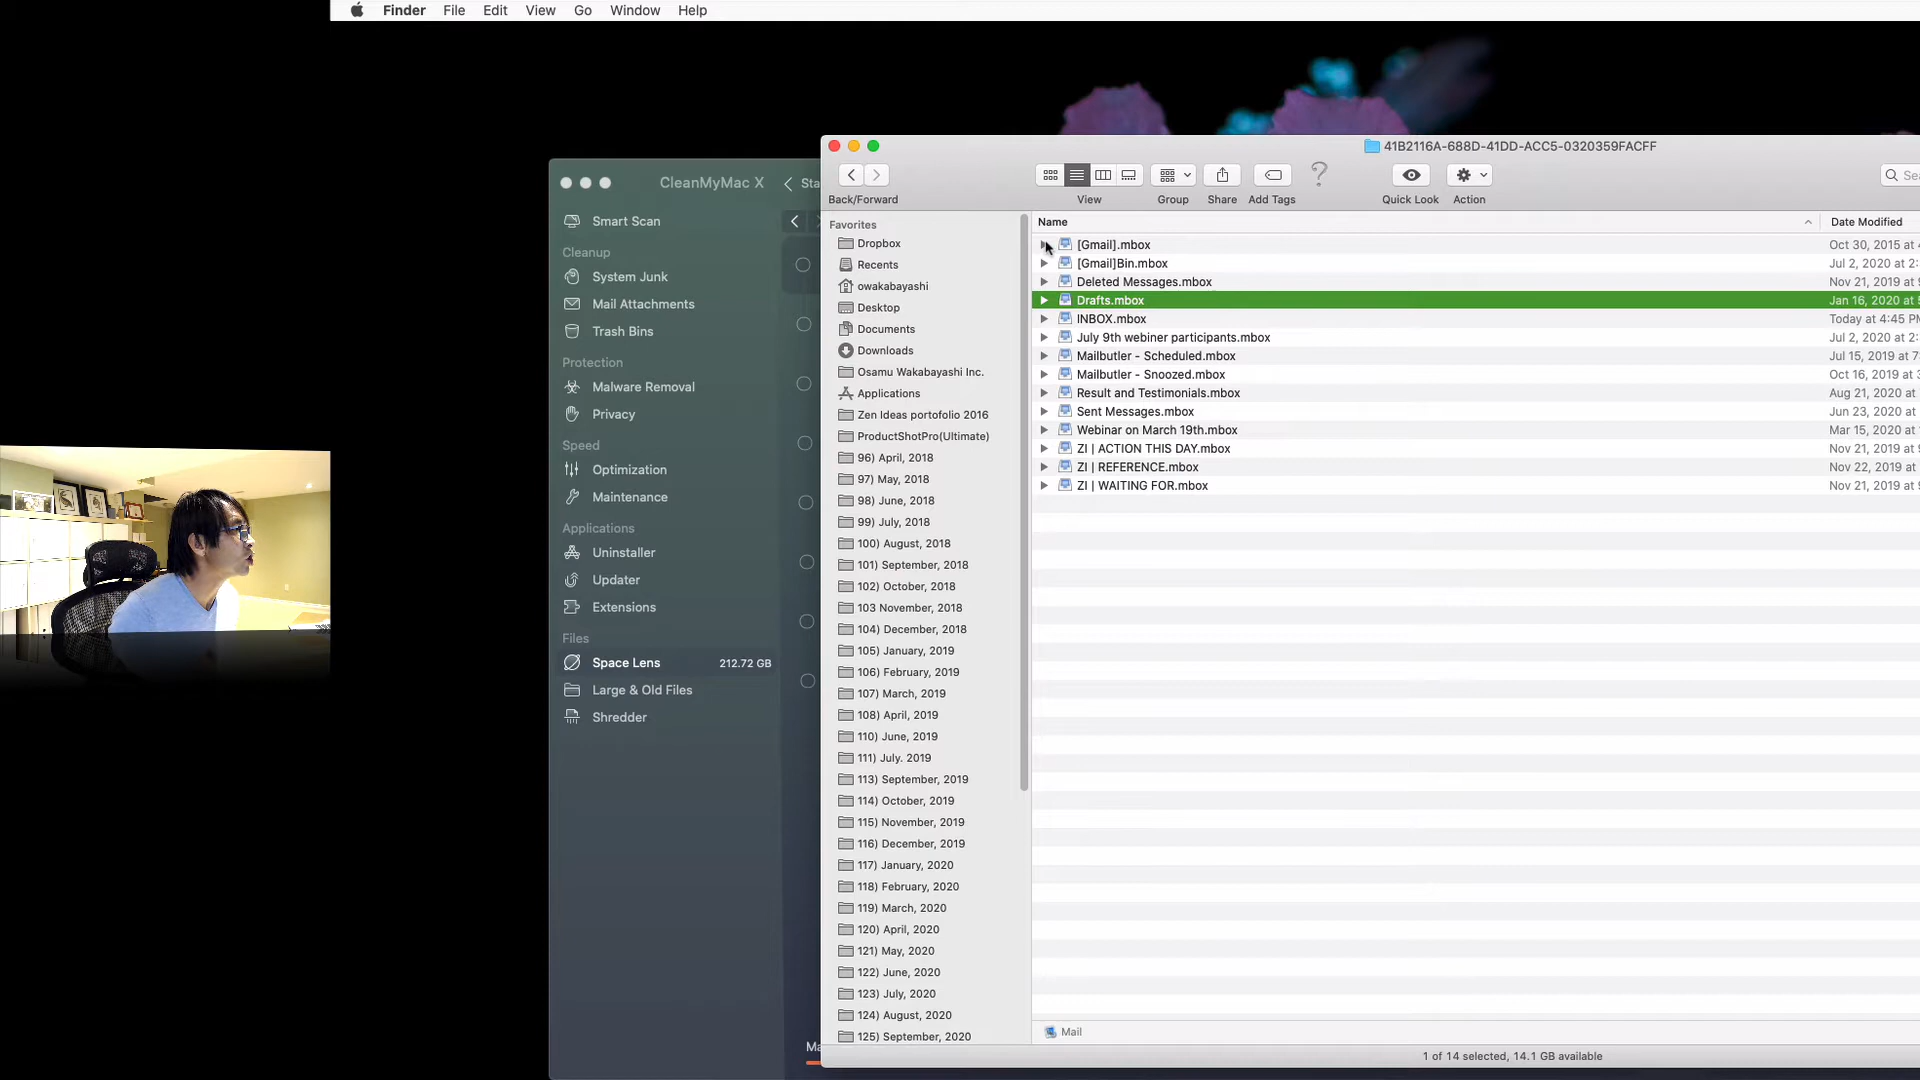 Finder File Edit View Go Window Help
41B2116A-688D-41DD-ACC5-0320359FACFF
Back/Forward View Group Share Add Tags Quick Look Action
CleanMyMac X
Smart Scan
Cleanup
System Junk
Mail Attachments
Trash Bins
Protection
Malware Removal
Privacy
Speed
Optimization
Maintenance
Applications
Uninstaller
Updater
Extensions
Files
Space Lens 212.72 GB
Large & Old Files
Shredder
Favorites
Dropbox
Recents
owakabayashi
Desktop
Documents
Downloads
Osamu Wakabayashi Inc.
Applications
Zen Ideas portofolio 2016
ProductShotPro(Ultimate)
96) April, 2018
97) May, 2018
98) June, 2018
99) July, 2018
100) August, 2018
101) September, 2018
102) October, 2018
103 November, 2018
104) December, 2018
105) January, 2019
106) February, 2019
107) March, 2019
108) April, 2019
110) June, 2019
111) July. 2019
113) September, 2019
114) October, 2019
115) November, 2019
116) December, 2019
117) January, 2020
118) February, 2020
119) March, 2020
120) April, 2020
121) May, 2020
122) June, 2020
123) July, 2020
124) August, 2020
125) September, 2020
Name Date Modified
[Gmail].mbox Oct 30, 2015 at
[Gmail]Bin.mbox Jul 2, 2020 at 2:
Deleted Messages.mbox Nov 21, 2019 at
Drafts.mbox Jan 16, 2020 at
INBOX.mbox Today at 4:45 PM
July 9th webiner participants.mbox Jul 2, 2020 at 2:
Mailbutler - Scheduled.mbox Jul 15, 2019 at 7:
Mailbutler - Snoozed.mbox Oct 16, 2019 at
Result and Testimonials.mbox Aug 21, 2020 at
Sent Messages.mbox Jun 23, 2020 at
Webinar on March 19th.mbox Mar 15, 2020 at
ZI | ACTION THIS DAY.mbox Nov 21, 2019 at
ZI | REFERENCE.mbox Nov 22, 2019 at
ZI | WAITING FOR.mbox Nov 21, 2019 at
Mail
1 of 14 selected, 14.1 GB available